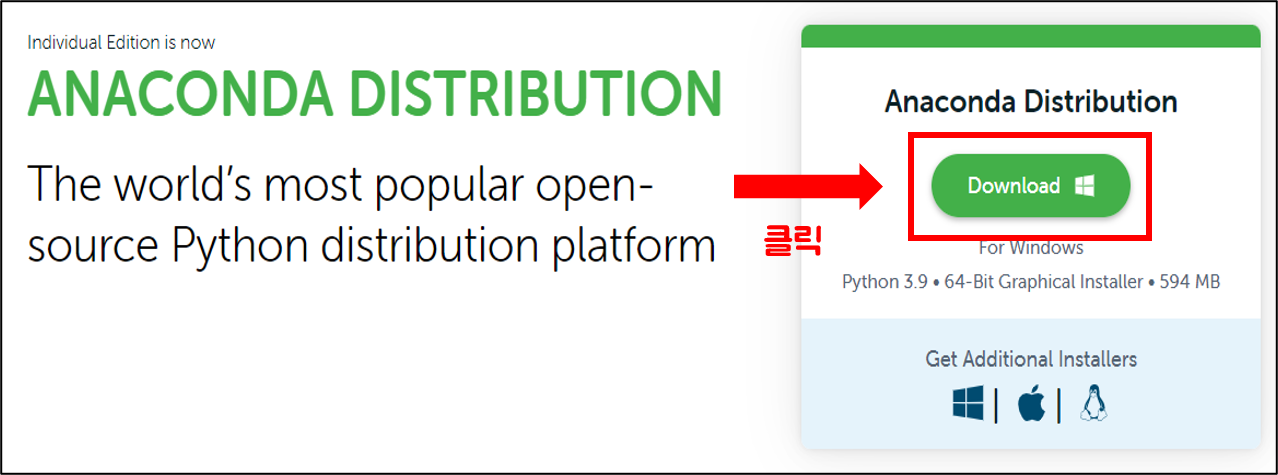 Individual Edition is now
ANACONDA DISTRIBUTION
The world's most popular open-
source Python distribution platform
클릭
Anaconda Distribution
Download
For Windows
Python 3.9 • 64-Bit Graphical Installer • 594 MB
Get Additional Installers